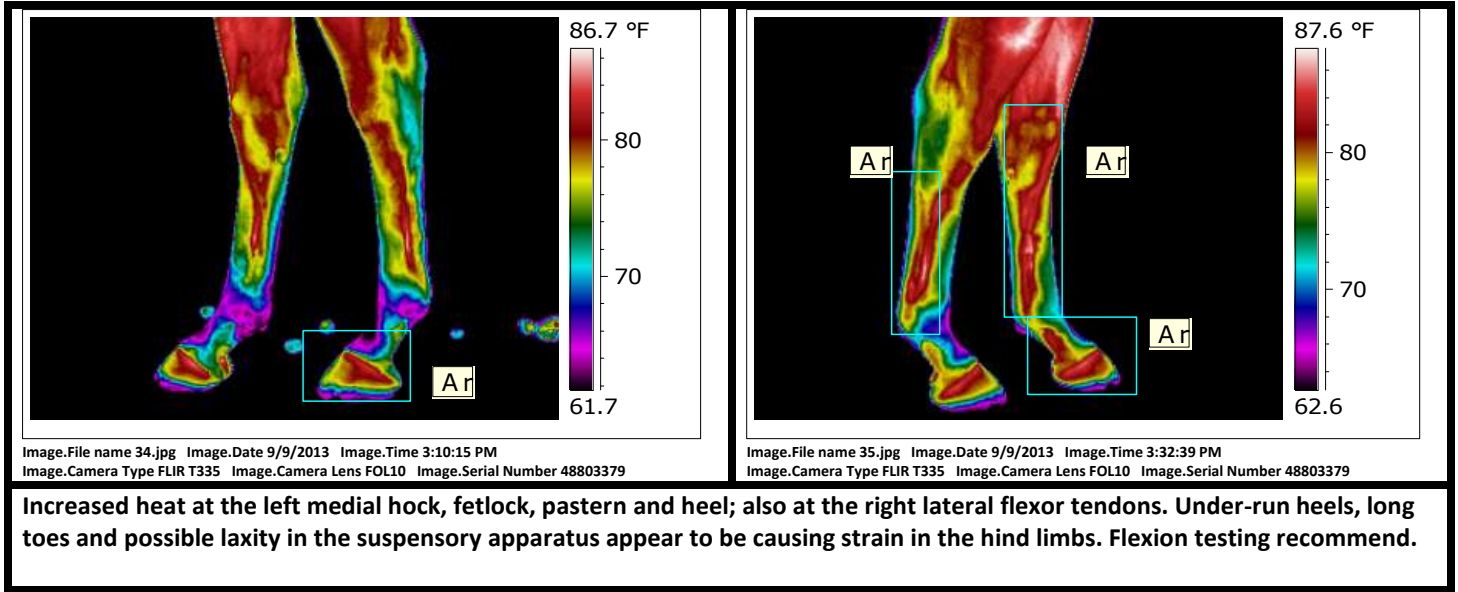 86.7 °F
80
70
61.7
Ar
87.6 °F
80
70
62.6
Ar
Ar
Ar
Image.File name 34.jpg Image.Date 9/9/2013 Image.Time 3:10:15 PM
Image.Camera Type FLIR T335 Image.Camera Lens FOL10 Image.Serial Number 48803379
Image.File name 35.jpg Image.Date 9/9/2013 Image.Time 3:32:39 PM
Image.Camera Type FLIR T335 Image.Camera Lens FOL10 Image.Serial Number 48803379
Increased heat at the left medial hock, fetlock, pastern and heel; also at the right lateral flexor tendons. Under-run heels, long
toes and possible laxity in the suspensory apparatus appear to be causing strain in the hind limbs. Flexion testing recommend.